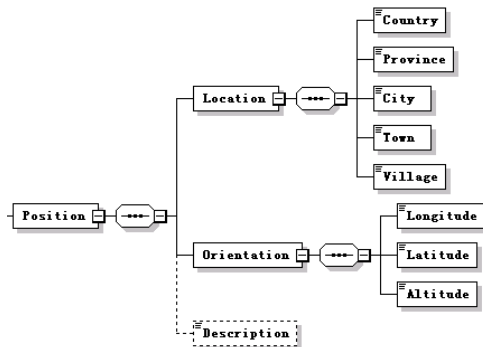 Country
Province
Location
City
Town
Village
Position
Longitude
Orientation
Latitude
Altitude
Description